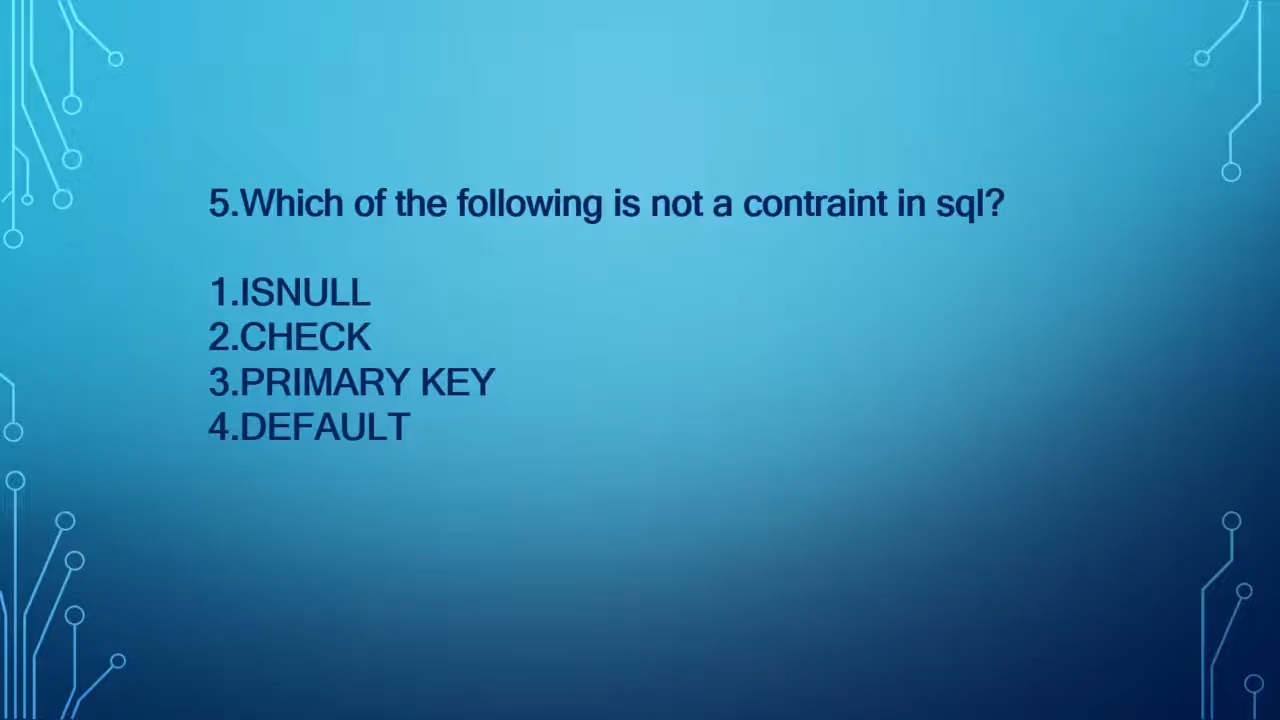 5.Which of the following is not a contraint in sql?
1.ISNULL
2.CHECK
3.PRIMARY KEY
4.DEFAULT